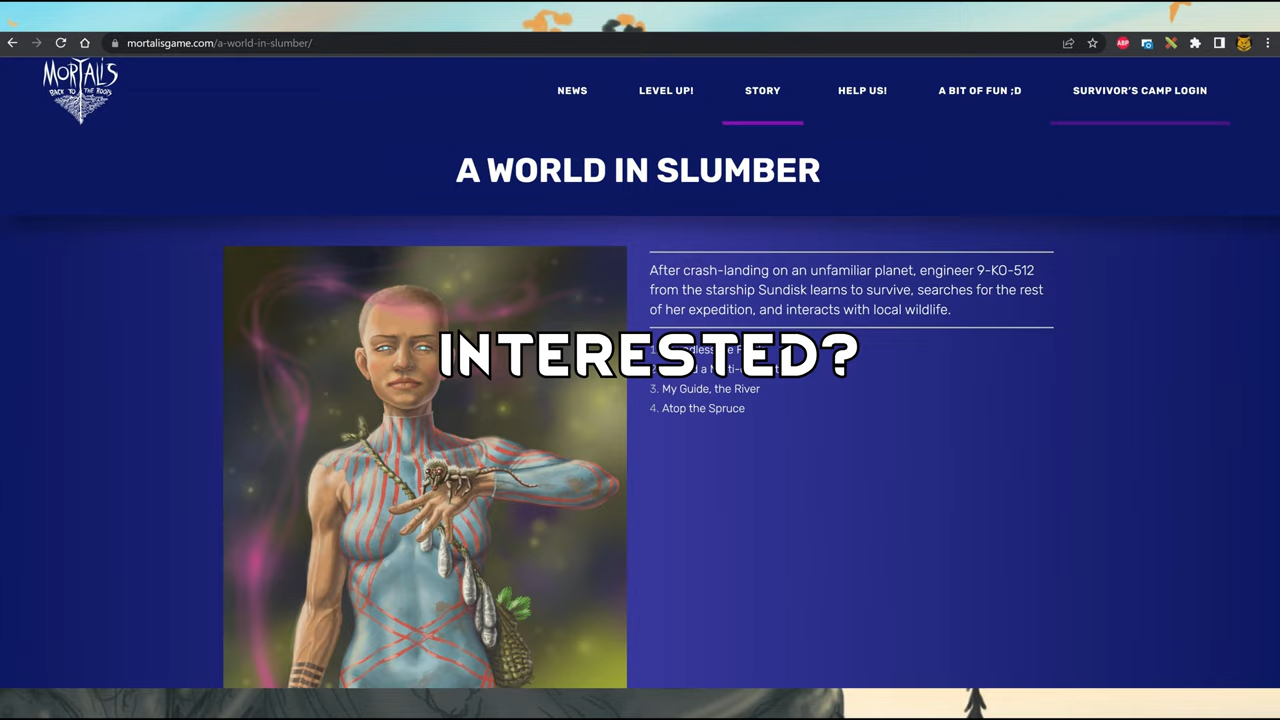 mortalisgame.com/a-world-in-slumber/
ABP
MORTALIS
BACK TO THE ROOTS
NEWS
LEVEL UP!
STORY
HELP US!
A BIT OF FUN ;D
SURVIVOR'S CAMP LOGIN
A WORLD IN SLUMBER
After crash-landing on an unfamiliar planet, engineer 9-KO-512
from the starship Sundisk learns to survive, searches for the rest
of her expedition, and interacts with local wildlife.
INTERESTED?
3. My Guide, the River
4. Atop the Spruce